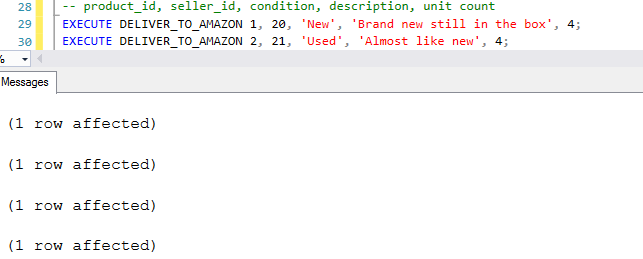 28 -- product_id, seller_id, condition, description, unit count
29 EXECUTE DELIVER_TO_AMAZON 1, 20, 'New', 'Brand new still in the box', 4;
30 EXECUTE DELIVER_TO_AMAZON 2, 21, 'Used', 'Almost like new', 4;
%
Messages
(1 row affected)
(1 row affected)
(1 row affected)
(1 row affected)